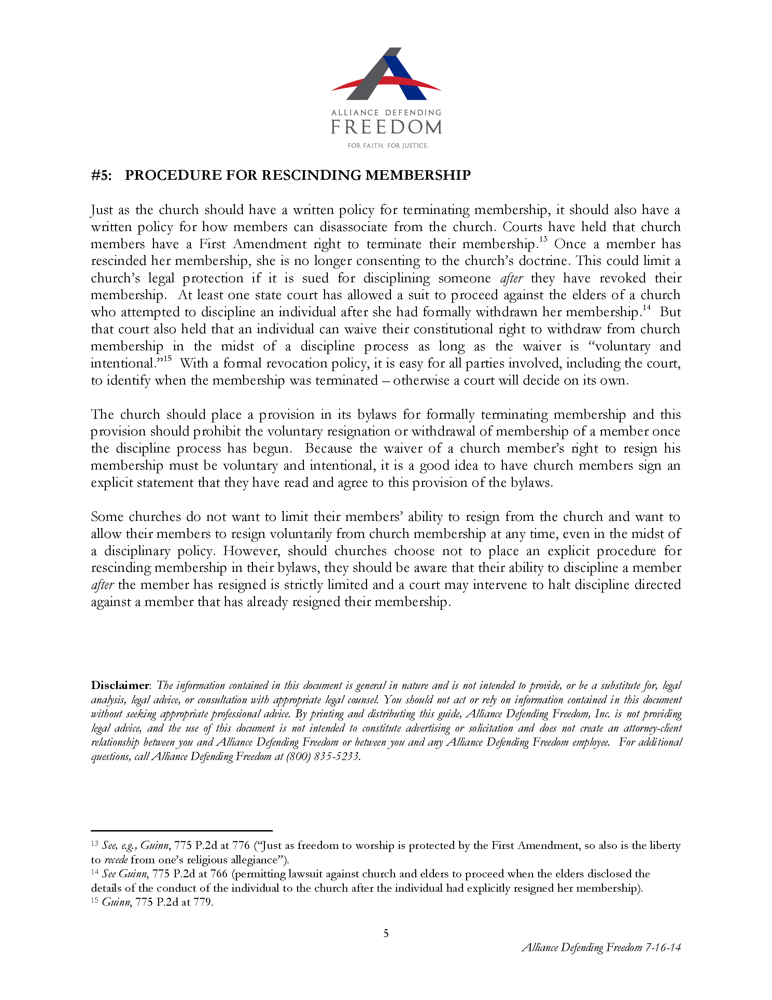 ALLIANCE DEFENDING
FREEDOM
FOR FAITH. FOR JUSTICE.
#5: PROCEDURE FOR RESCINDING MEMBERSHIP
Just as the church should have a written policy for terminating membership, it should also have a
written policy for how members can disassociate from the church. Courts have held that church
members have a First Amendment right to terminate their membership.13 Once a member has
rescinded her membership, she is no longer consenting to the church’s doctrine. This could limit a
church’s legal protection if it is sued for disciplining someone after they have revoked their
membership. At least one state court has allowed a suit to proceed against the elders of a church
who attempted to discipline an individual after she had formally withdrawn her membership.14 But
that court also held that an individual can waive their constitutional right to withdraw from church
membership in the midst of a discipline process as long as the waiver is “voluntary and
intentional.”15 With a formal revocation policy, it is easy for all parties involved, including the court,
to identify when the membership was terminated – otherwise a court will decide on its own.
The church should place a provision in its bylaws for formally terminating membership and this
provision should prohibit the voluntary resignation or withdrawal of membership of a member once
the discipline process has begun. Because the waiver of a church member’s right to resign his
membership must be voluntary and intentional, it is a good idea to have church members sign an
explicit statement that they have read and agree to this provision of the bylaws.
Some churches do not want to limit their members’ ability to resign from the church and want to
allow their members to resign voluntarily from church membership at any time, even in the midst of
a disciplinary policy. However, should churches choose not to place an explicit procedure for
rescinding membership in their bylaws, they should be aware that their ability to discipline a member
after the member has resigned is strictly limited and a court may intervene to halt discipline directed
against a member that has already resigned their membership.
Disclaimer: The information contained in this document is general in nature and is not intended to provide, or be a substitute for, legal
analysis, legal advice, or consultation with appropriate legal counsel. You should not act or rely on information contained in this document
without seeking appropriate professional advice. By printing and distributing this guide, Alliance Defending Freedom, Inc. is not providing
legal advice, and the use of this document is not intended to constitute advertising or solicitation and does not create an attorney-client
relationship between you and Alliance Defending Freedom or between you and any Alliance Defending Freedom employee. For additional
questions, call Alliance Defending Freedom at (800) 835-5233.
13 See, e.g., Guinn, 775 P.2d at 776 (“Just as freedom to worship is protected by the First Amendment, so also is the liberty
to recede from one’s religious allegiance”).
14 See Guinn, 775 P.2d at 766 (permitting lawsuit against church and elders to proceed when the elders disclosed the
details of the conduct of the individual to the church after the individual had explicitly resigned her membership).
15 Guinn, 775 P.2d at 779.
5
Alliance Defending Freedom 7-16-14